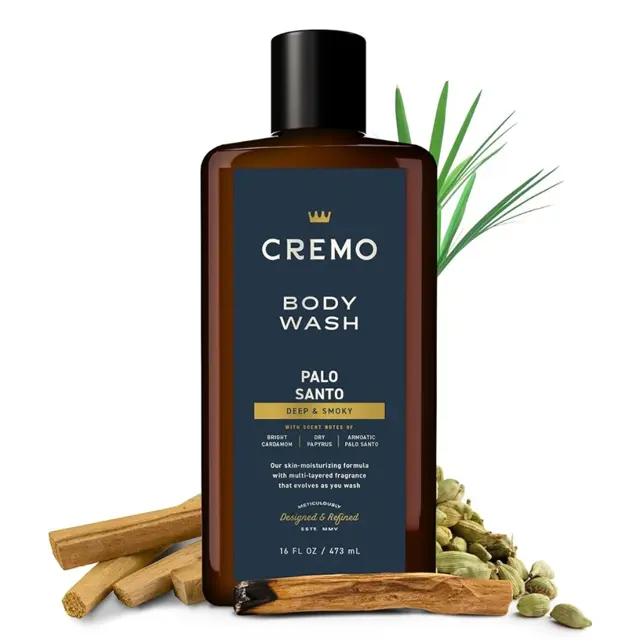 CREMO
BODY
WASH
PALO
SANTO
DEEP & SMOKY
WITH SCENT NOTES OF
BRIGHT
CARDAMOM
DRY
PAPYRUS
ARMOATIC
PALO SANTO
Our skin-moisturizing formula
with multi-layered fragrance
that evolves as you wash
METICULOUSLY
Designed & Refined
ESTD. MMV
16 FL OZ / 473 mL